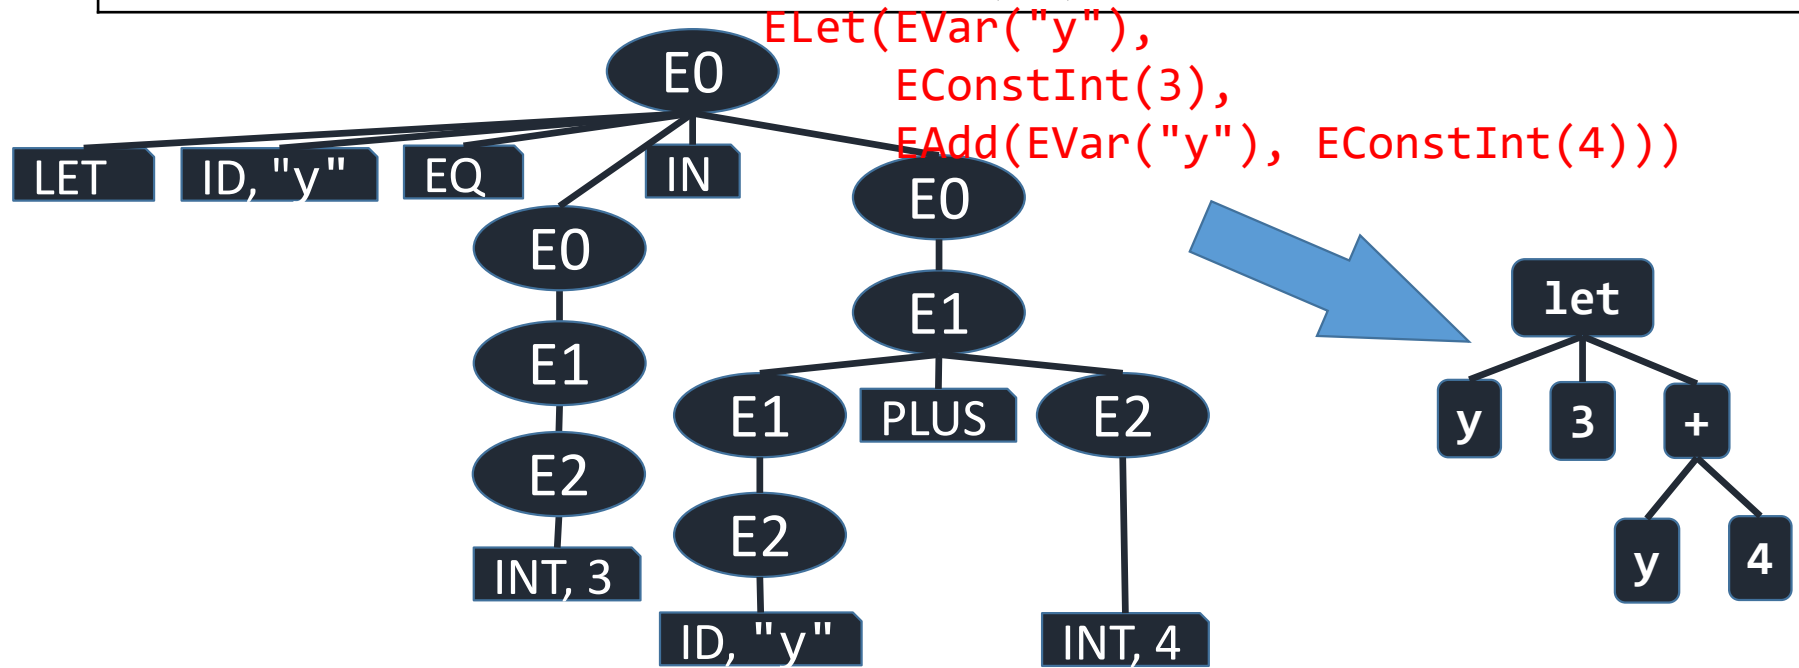 ELet(EVar("y"),
EConstInt(3),
EAdd(EVar("y"), EConstInt(4)))
E0
LET
ID, "y"
EQ
IN
E0
E0
E1
E1
let
E2
E1
PLUS
E2
y
3
+
INT, 3
E2
y
4
ID, "y"
INT, 4